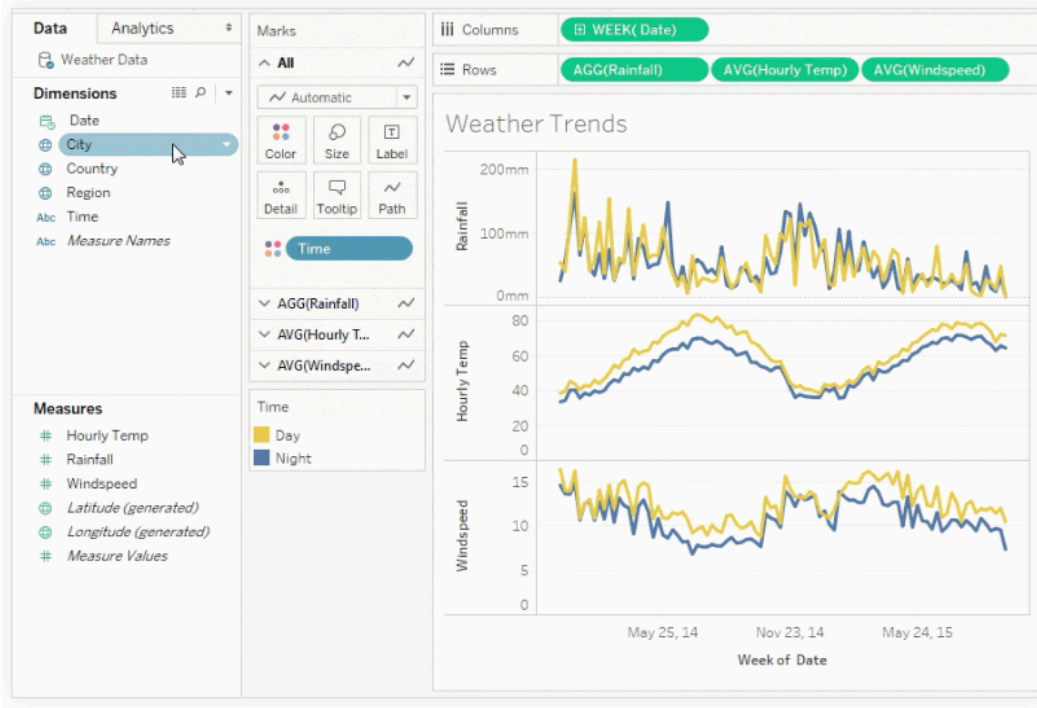 Data Analytics
Weather Data
Dimensions
Date
City
Country
Region
Abc Time
Abc Measure Names
Measures
# Hourly Temp
# Rainfall
# Windspeed
Latitude (generated)
Longitude (generated)
# Measure Values
Marks
All
Automatic
Color Size Label
Detail Tooltip Path
Time
AGG(Rainfall)
AVG(Hourly T...
AVG(Windspe...
Time
Day
Night
Columns WEEK( Date)
Rows AGG(Rainfall) AVG(Hourly Temp) AVG(Windspeed)
Weather Trends
Rainfall
200mm
100mm
0mm
Hourly Temp
80
60
40
20
0
Windspeed
15
10
5
0
May 25, 14 Nov 23, 14 May 24, 15
Week of Date